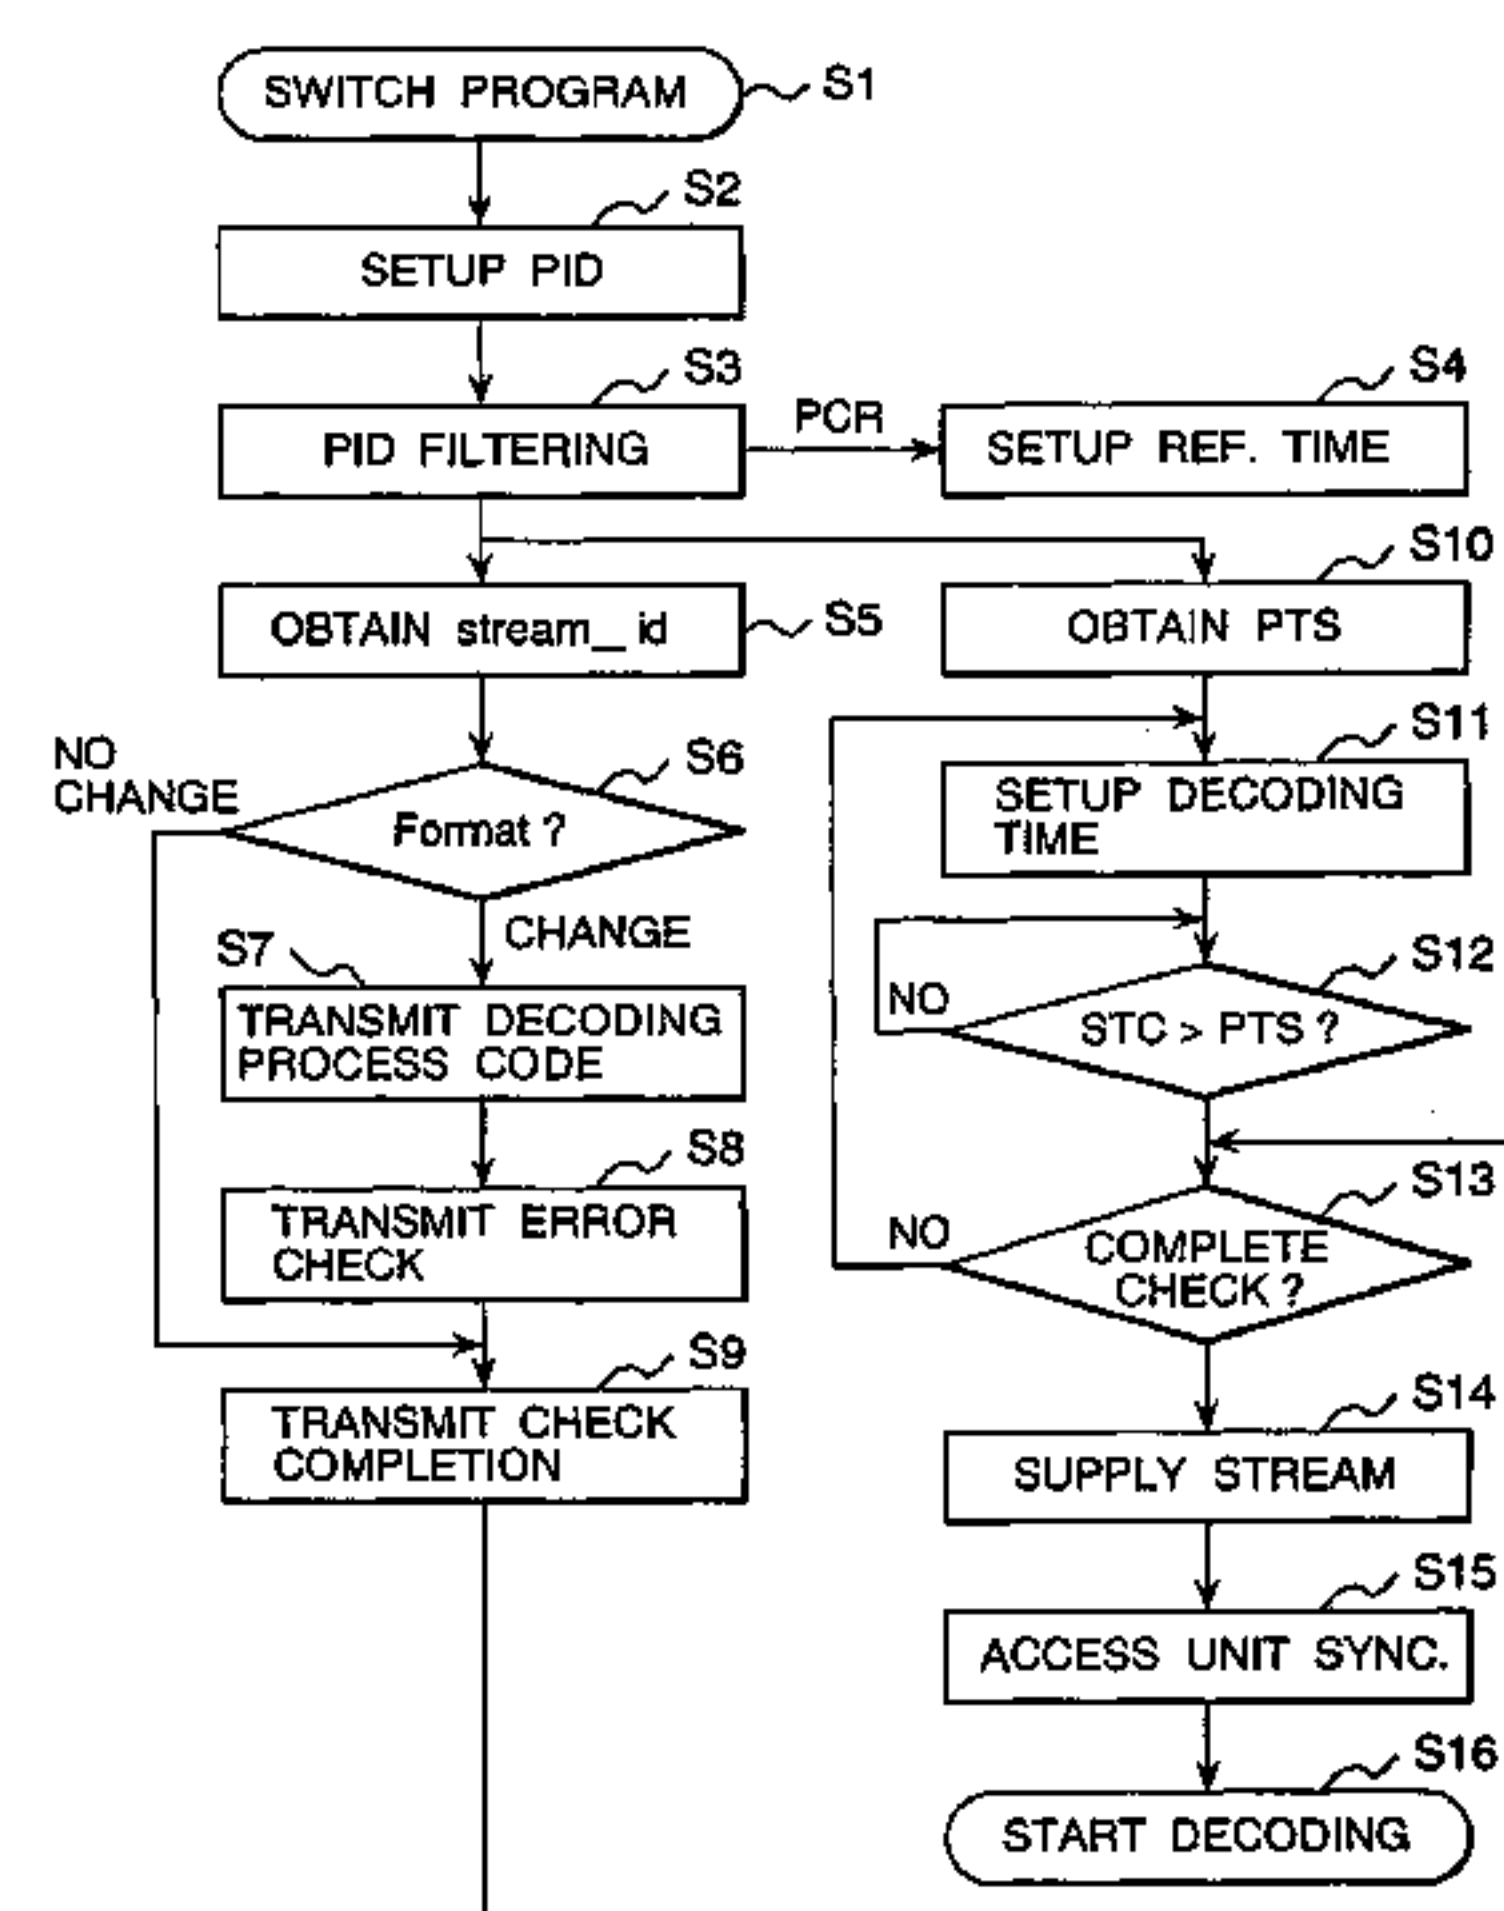 SWITCH PROGRAM
S1
S2
SETUP PID
S3
PID FILTERING
PCR
S4
SETUP REF. TIME
OBTAIN stream_id
S5
NO
CHANGE
S6
Format ?
CHANGE
S7
TRANSMIT DECODING
PROCESS CODE
S8
TRANSMIT ERROR
CHECK
S9
TRANSMIT CHECK
COMPLETION
S10
OBTAIN PTS
S11
SETUP DECODING
TIME
S12
NO
STC > PTS ?
S13
NO
COMPLETE
CHECK ?
S14
SUPPLY STREAM
S15
ACCESS UNIT SYNC.
S16
START DECODING